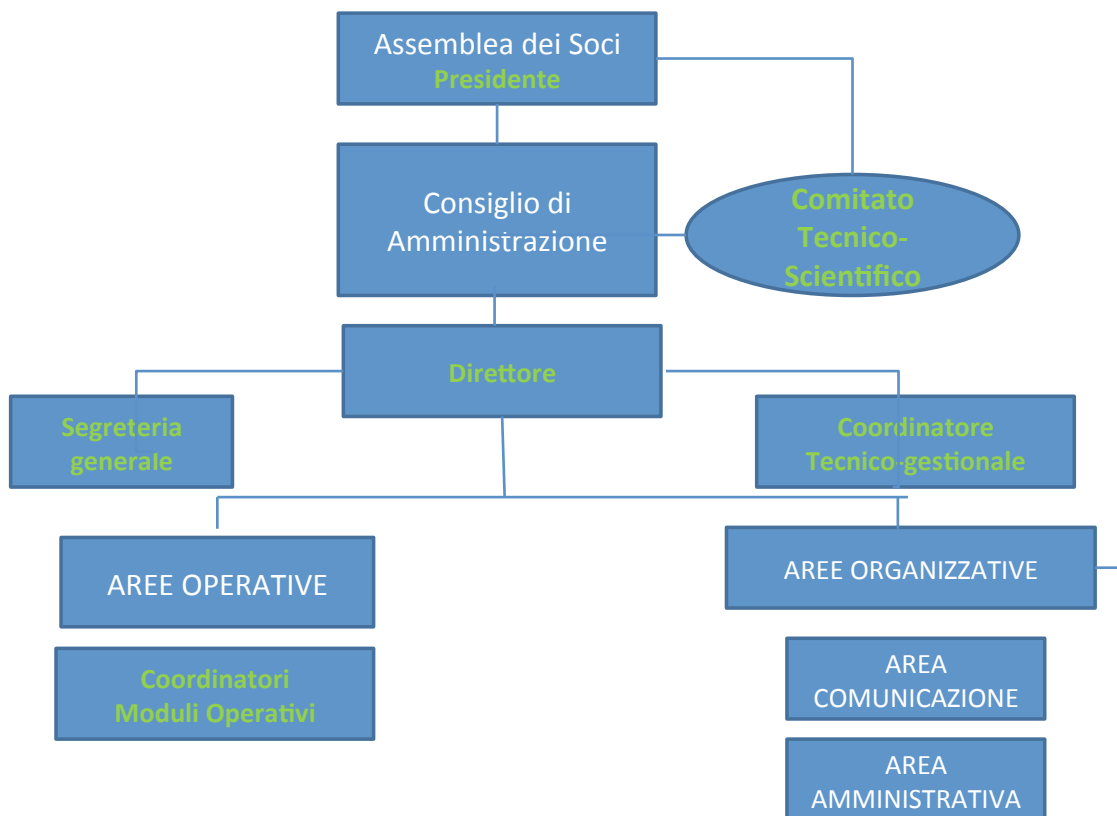 Assemblea dei Soci
Presidente
Consiglio di
Amministrazione
Comitato
Tecnico-
Scientifico
Direttore
Segreteria
generale
Coordinatore
Tecnico-gestionale
AREE OPERATIVE
AREE ORGANIZZATIVE
Coordinatori
Moduli Operativi
AREA
COMUNICAZIONE
AREA
AMMINISTRATIVA